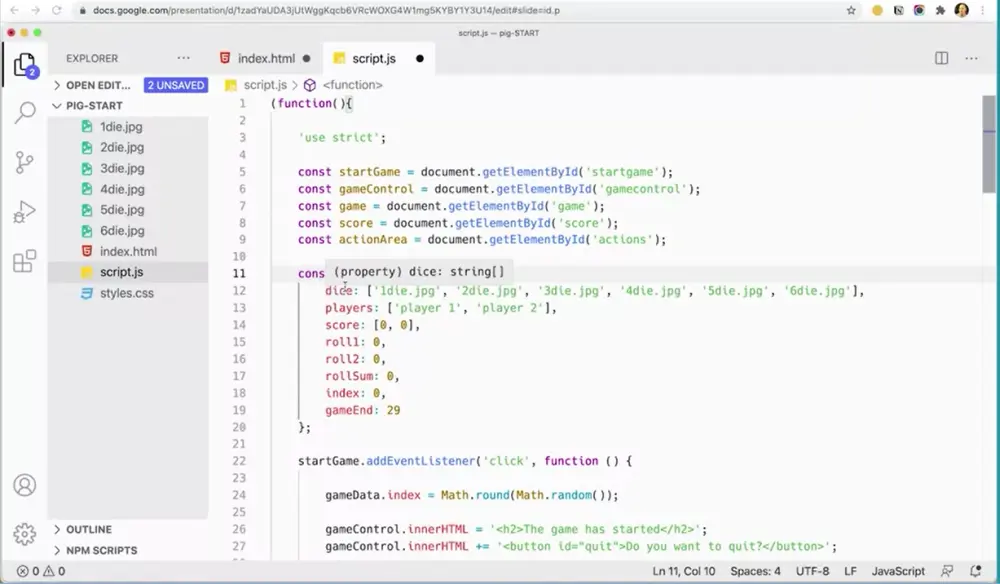 docs.google.com/presentation/d/1zadYaUDA3jUtWggKqcb6VRcWOXG4W1mg5KYBY1Y3U14/edit#slide=id.p
script.js — pig-START
EXPLORER
index.html
script.js
OPEN EDIT... 2 UNSAVED
script.js > <function>
PIG-START
1die.jpg
2die.jpg
3die.jpg
4die.jpg
5die.jpg
6die.jpg
index.html
script.js
styles.css
OUTLINE
NPM SCRIPTS
2
1 (function(){
2
3 'use strict';
4
5 const startGame = document.getElementById('startgame');
6 const gameControl = document.getElementById('gamecontrol');
7 const game = document.getElementById('game');
8 const score = document.getElementById('score');
9 const actionArea = document.getElementById('actions');
10
11 cons (property) dice: string[]
12 dice: ['1die.jpg', '2die.jpg', '3die.jpg', '4die.jpg', '5die.jpg', '6die.jpg'],
13 players: ['player 1', 'player 2'],
14 score: [0, 0],
15 roll1: 0,
16 roll2: 0,
17 rollSum: 0,
18 index: 0,
19 gameEnd: 29
20 };
21
22 startGame.addEventListener('click', function () {
23
24 gameData.index = Math.round(Math.random());
25
26 gameControl.innerHTML = '<h2>The game has started</h2>';
27 gameControl.innerHTML += '<button id="quit">Do you want to quit?</button>';
0 0 Ln 11, Col 10 Spaces: 4 UTF-8 LF JavaScript